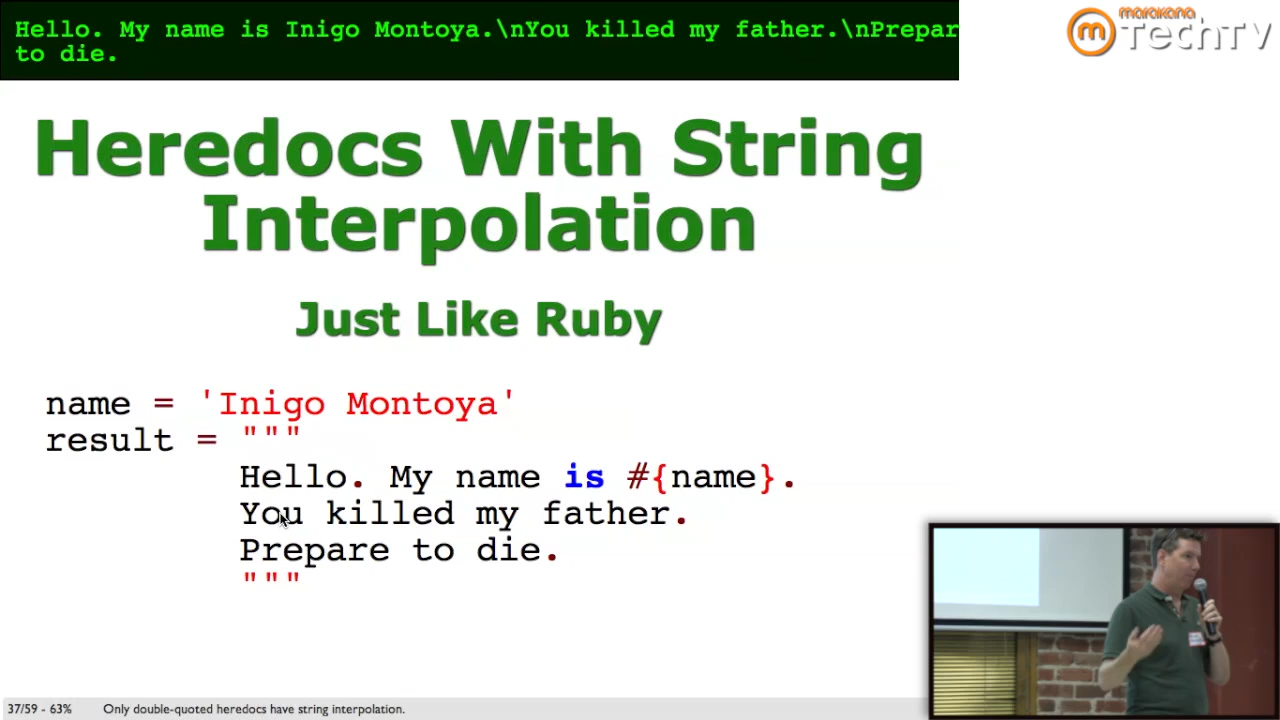 Hello. My name is Inigo Montoya.\nYou killed my father.\nPrepar
to die.
marakana
TechTV
Heredocs With String
Interpolation
Just Like Ruby
name = 'Inigo Montoya'
result = """
Hello. My name is #{name}.
You killed my father.
Prepare to die.
"""
37/59 - 63% Only double-quoted heredocs have string interpolation.